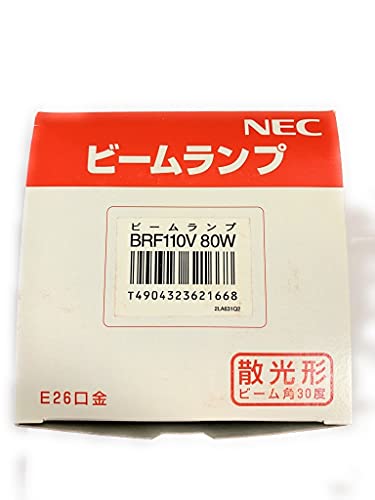 NEC
ビームランプ
ビームランプ
BRF110V 80W
T4904323621668
2LAE31Q2
散光形
ビーム角30度
E26口金